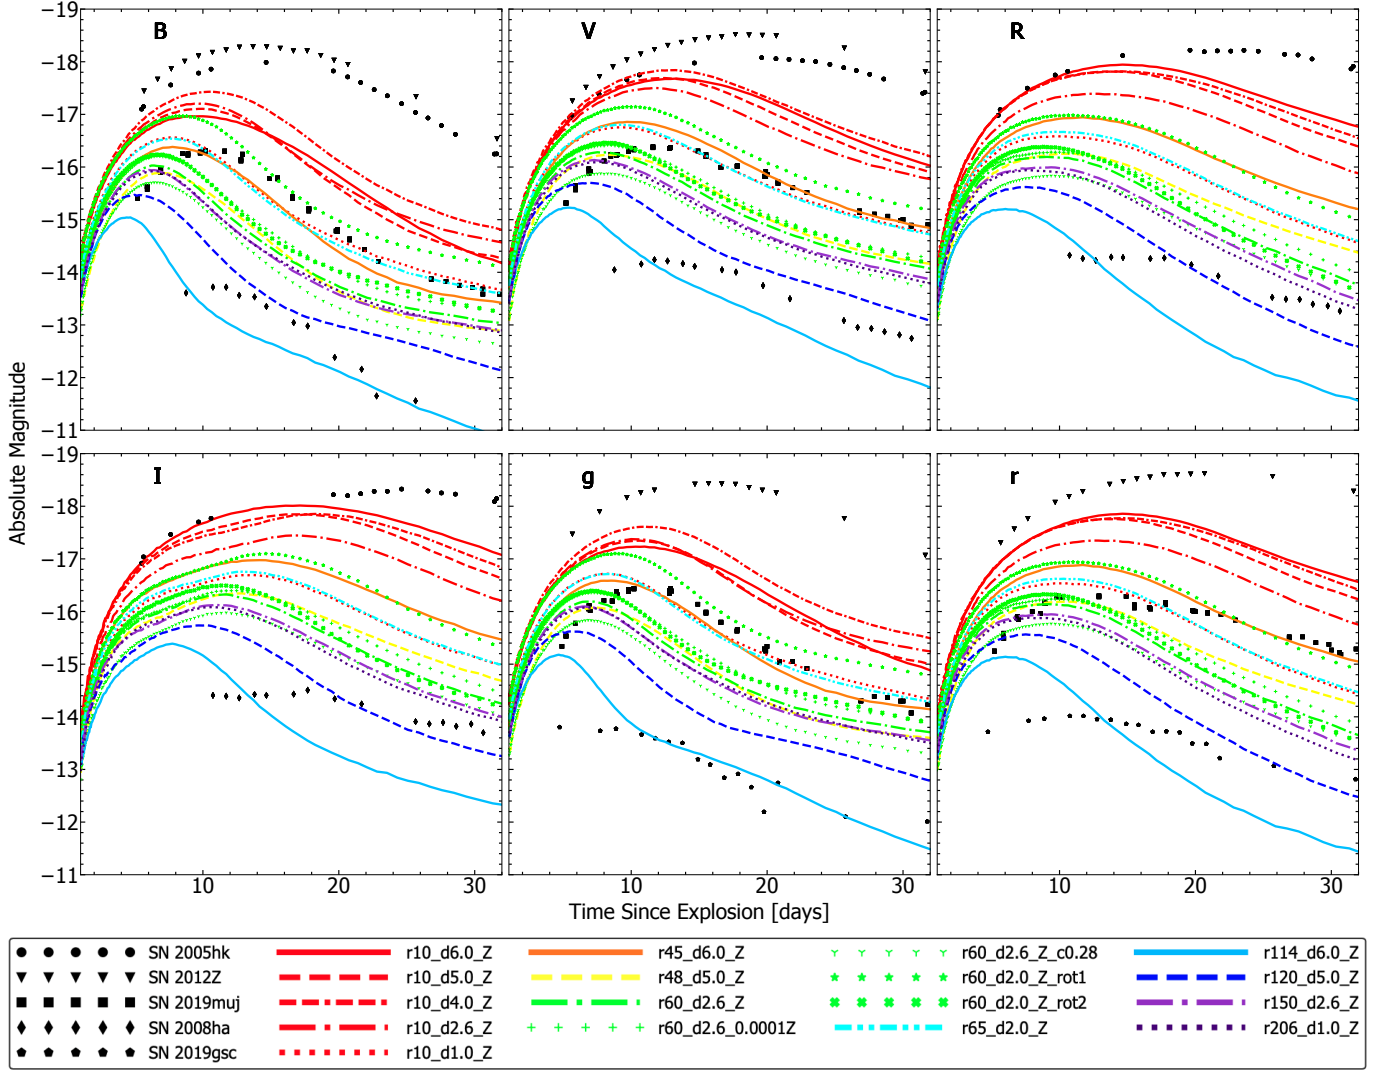 B
V
R
−19
−18
−17
−16
−15
−14
−13
−12
−11
I
g
r
−19
−18
−17
−16
−15
−14
−13
−12
−11
Absolute Magnitude
10 20 30 10 20 30 10 20 30
Time Since Explosion [days]
SN 2005hk r10_d6.0_Z r45_d6.0_Z r60_d2.6_Z_c0.28 r114_d6.0_Z
SN 2012Z r10_d5.0_Z r48_d5.0_Z r60_d2.0_Z_rot1 r120_d5.0_Z
SN 2019muj r10_d4.0_Z r60_d2.6_Z r60_d2.0_Z_rot2 r150_d2.6_Z
SN 2008ha r10_d2.6_Z r60_d2.6_0.0001Z r65_d2.0_Z r206_d1.0_Z
SN 2019gsc r10_d1.0_Z